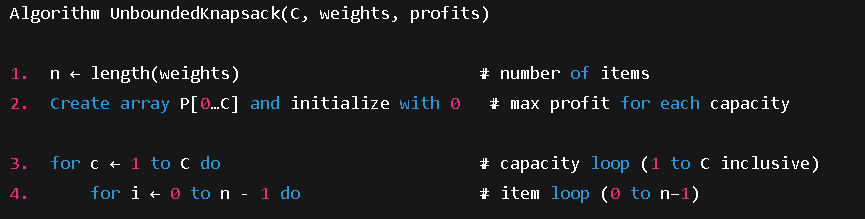 Algorithm UnboundedKnapsack(C, weights, profits)
1. n ← length(weights) # number of items
2. Create array P[0…C] and initialize with 0 # max profit for each capacity
3. for c ← 1 to C do # capacity loop (1 to C inclusive)
4. for i ← 0 to n - 1 do # item loop (0 to n−1)